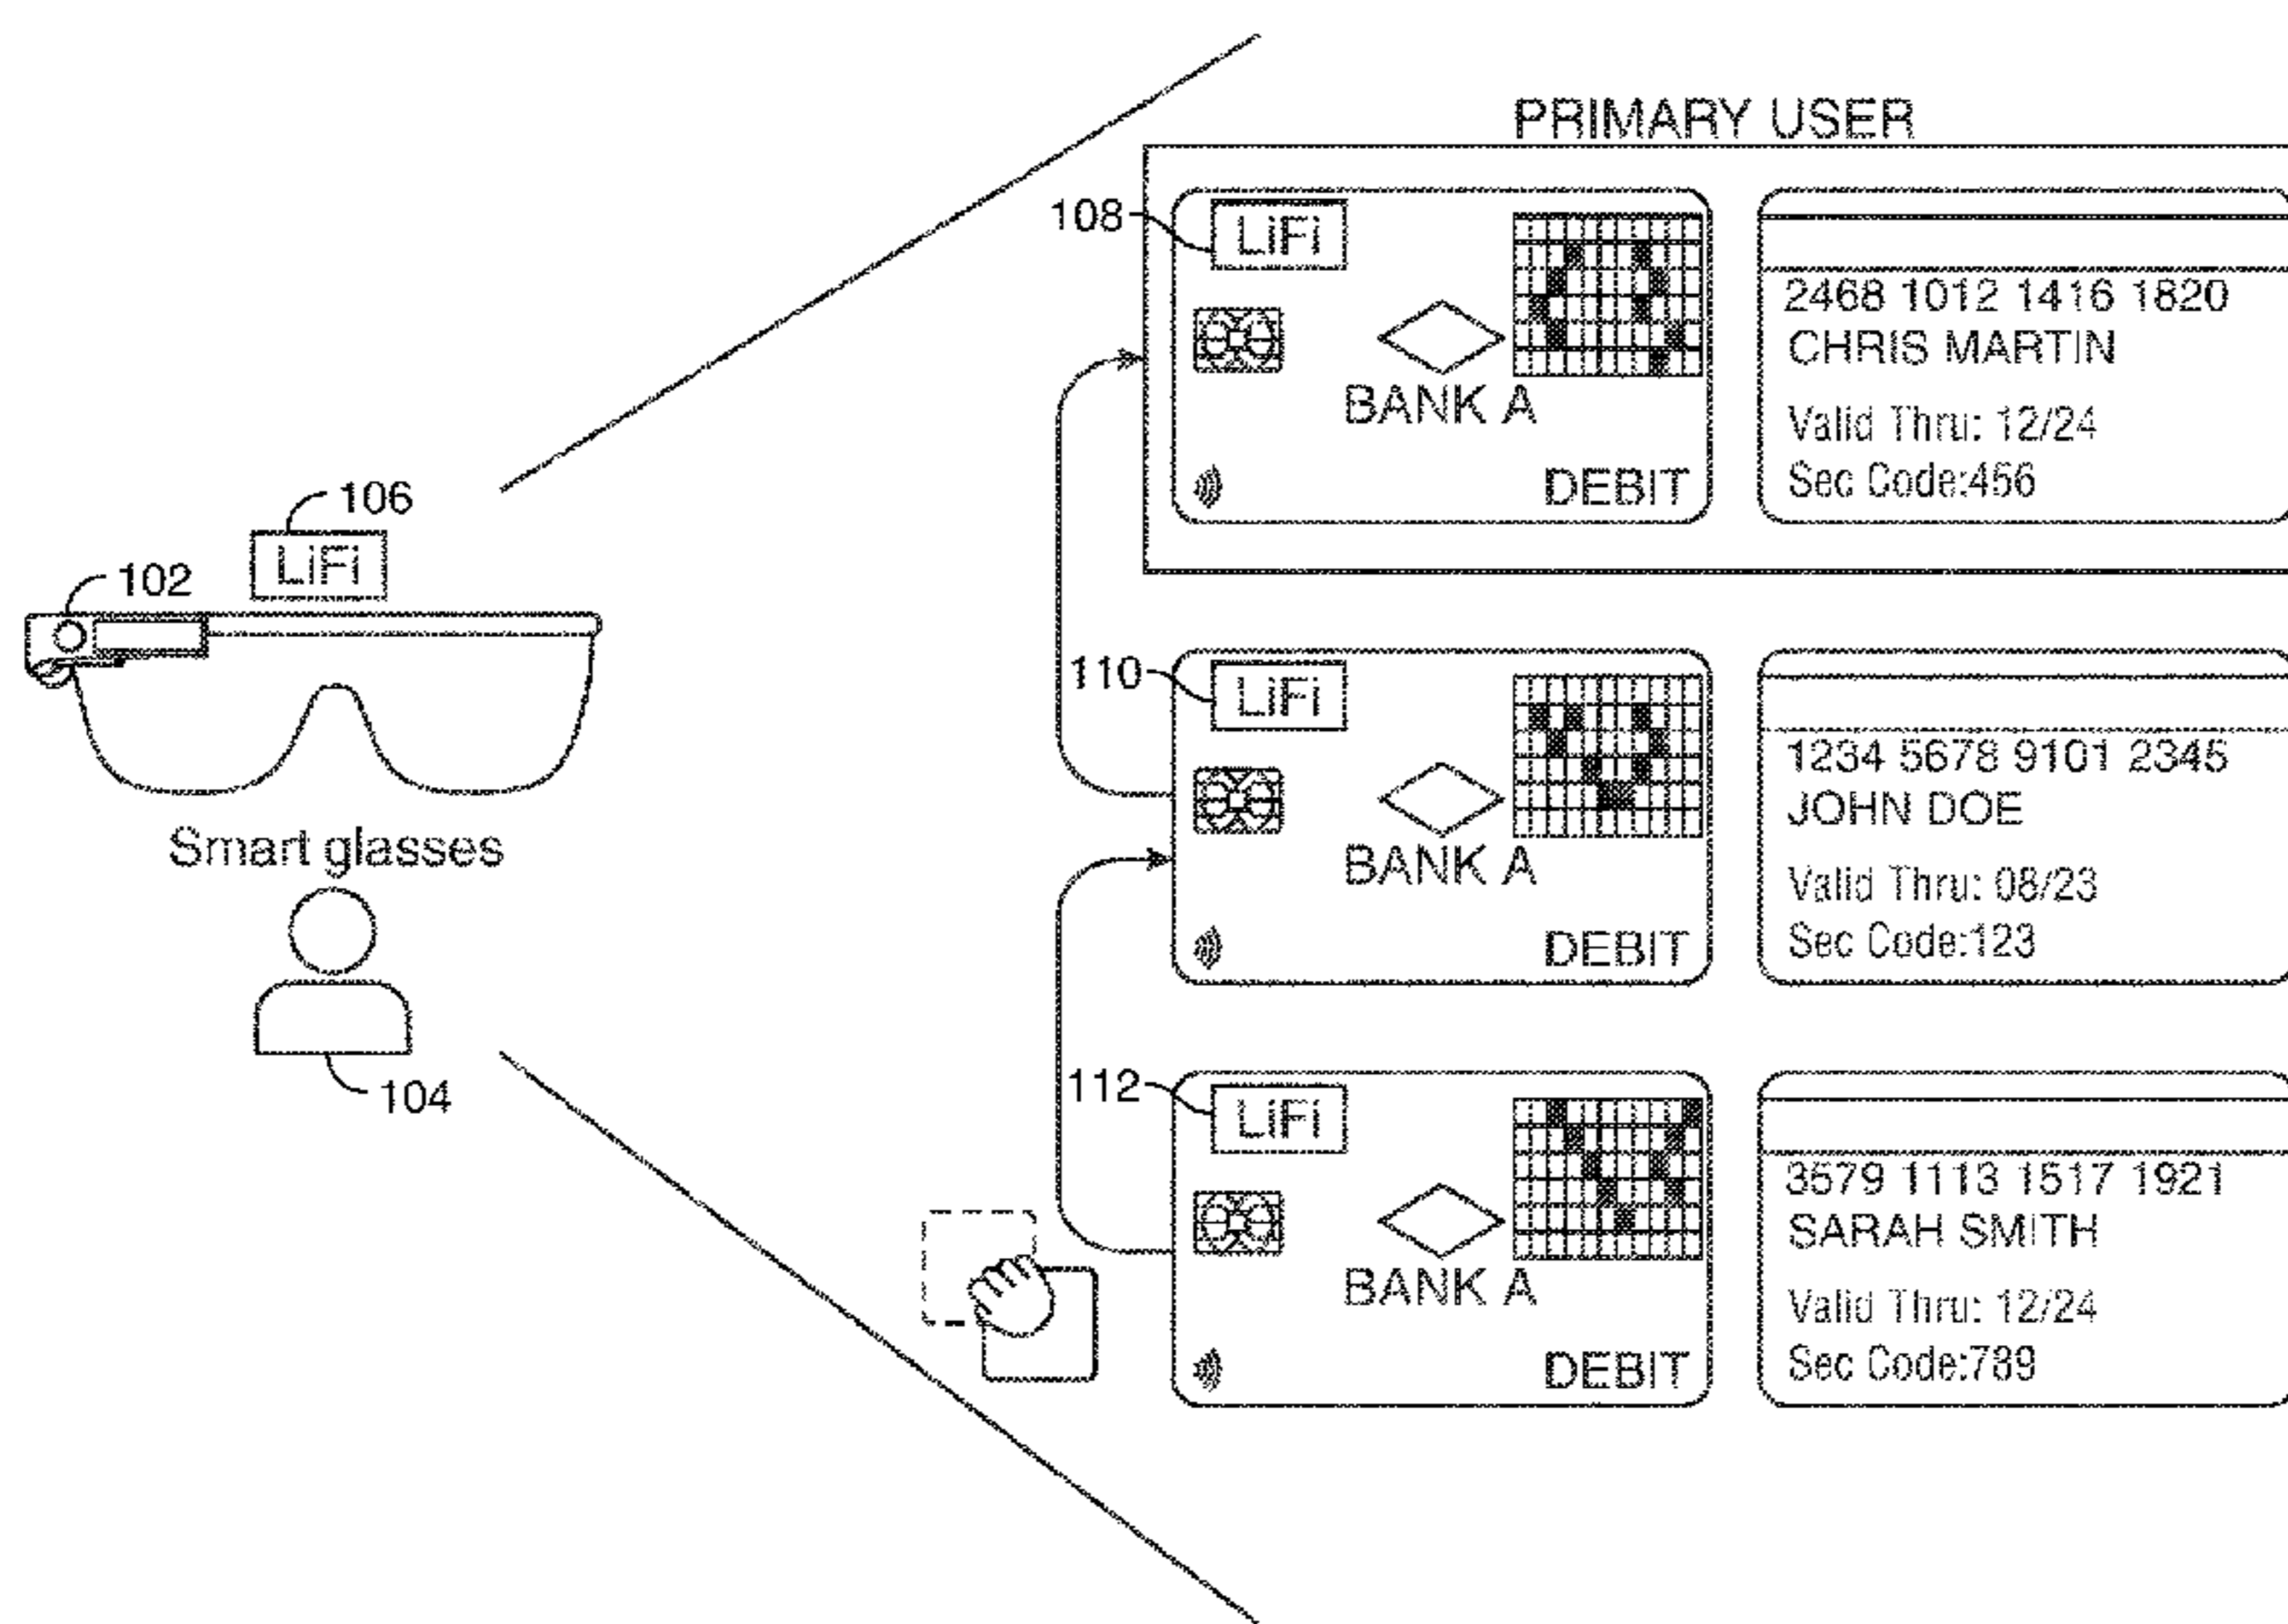 PRIMARY USER
108
LiFi
BANK A
DEBIT
2468 1012 1416 1820
CHRIS MARTIN
Valid Thru: 12/24
Sec Code:456
106
LiFi
102
Smart glasses
104
110
LiFi
BANK A
DEBIT
1234 5678 9101 2345
JOHN DOE
Valid Thru: 08/23
Sec Code:123
112
LiFi
BANK A
DEBIT
3579 1113 1517 1921
SARAH SMITH
Valid Thru: 12/24
Sec Code:789